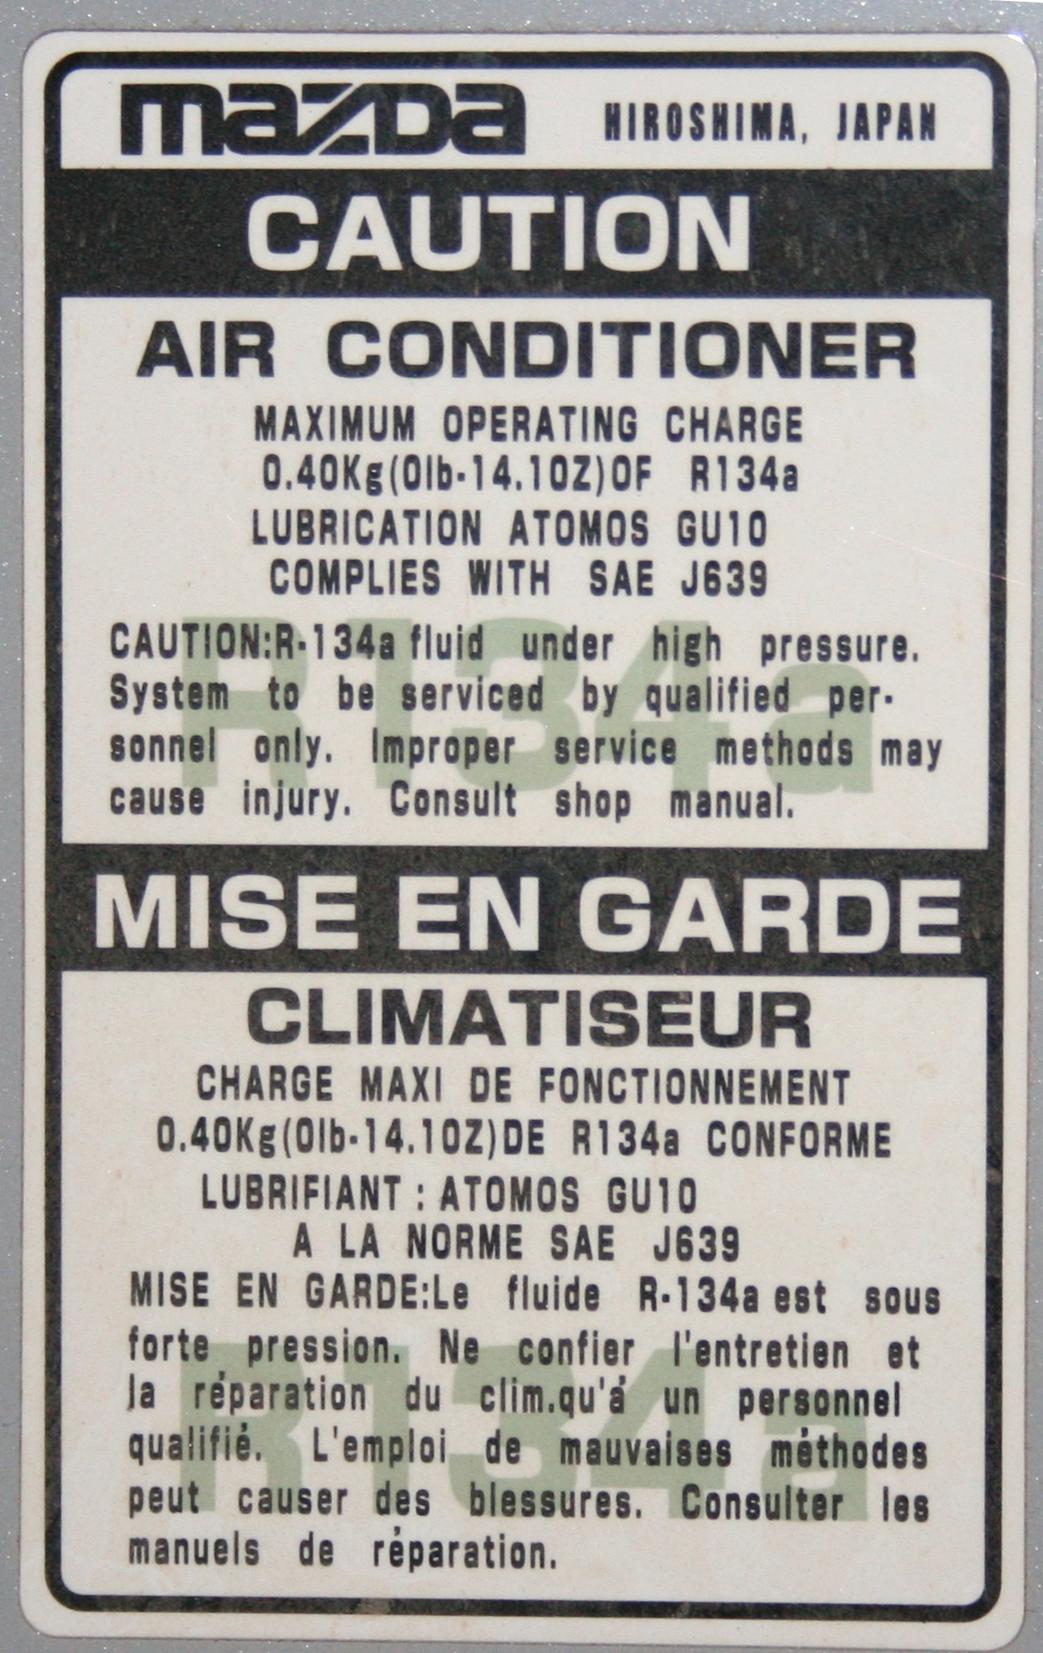 mazda HIROSHIMA, JAPAN
CAUTION
AIR CONDITIONER
MAXIMUM OPERATING CHARGE
0.40Kg(0lb-14.1OZ)OF R134a
LUBRICATION ATOMOS GU10
COMPLIES WITH SAE J639
R134a
CAUTION:R-134a fluid under high pressure.
System to be serviced by qualified per-
sonnel only. Improper service methods may
cause injury. Consult shop manual.
MISE EN GARDE
CLIMATISEUR
CHARGE MAXI DE FONCTIONNEMENT
0.40Kg(0lb-14.1OZ)DE R134a CONFORME
LUBRIFIANT : ATOMOS GU10
A LA NORME SAE J639
R134a
MISE EN GARDE:Le fluide R-134a est sous
forte pression. Ne confier l'entretien et
la réparation du clim.qu'á un personnel
qualifié. L'emploi de mauvaises méthodes
peut causer des blessures. Consulter les
manuels de réparation.